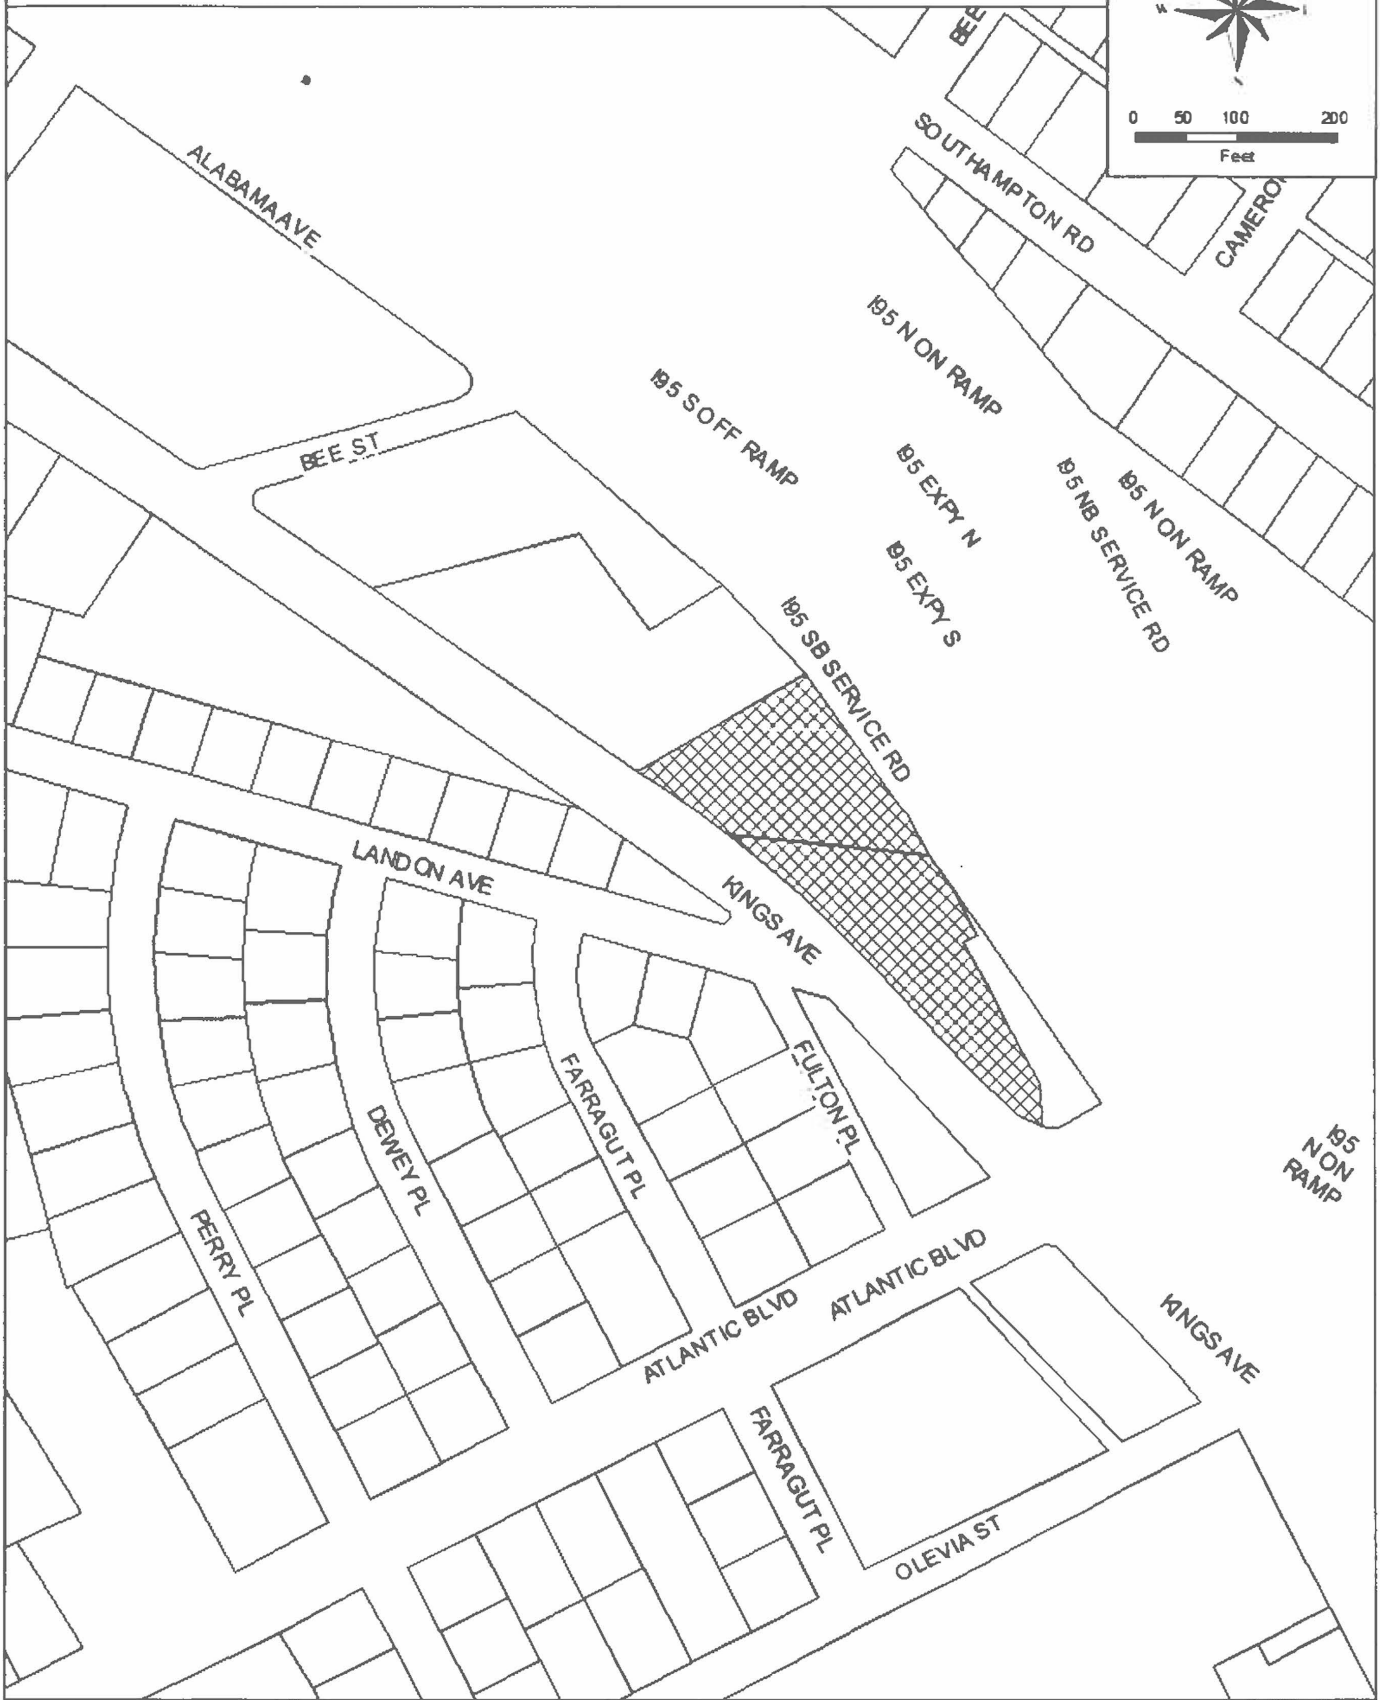 BEE
W
0 50 100 200
Feet
SOUTHAMPTON RD
ALABAMA AVE
I95 N ON RAMP
I95 S OFF RAMP
BEE ST
I95 EXPY N
I95 NB SERVICE RD
I95 N ON RAMP
I95 EXPY S
I95 SB SERVICE RD
LANDON AVE
KINGS AVE
FULTON PL
FARRAGUT PL
DEWEY PL
PERRY PL
I95
N ON
RAMP
ATLANTIC BLVD
ATLANTIC BLVD
KINGS AVE
FARRAGUT PL
OLEVIA ST